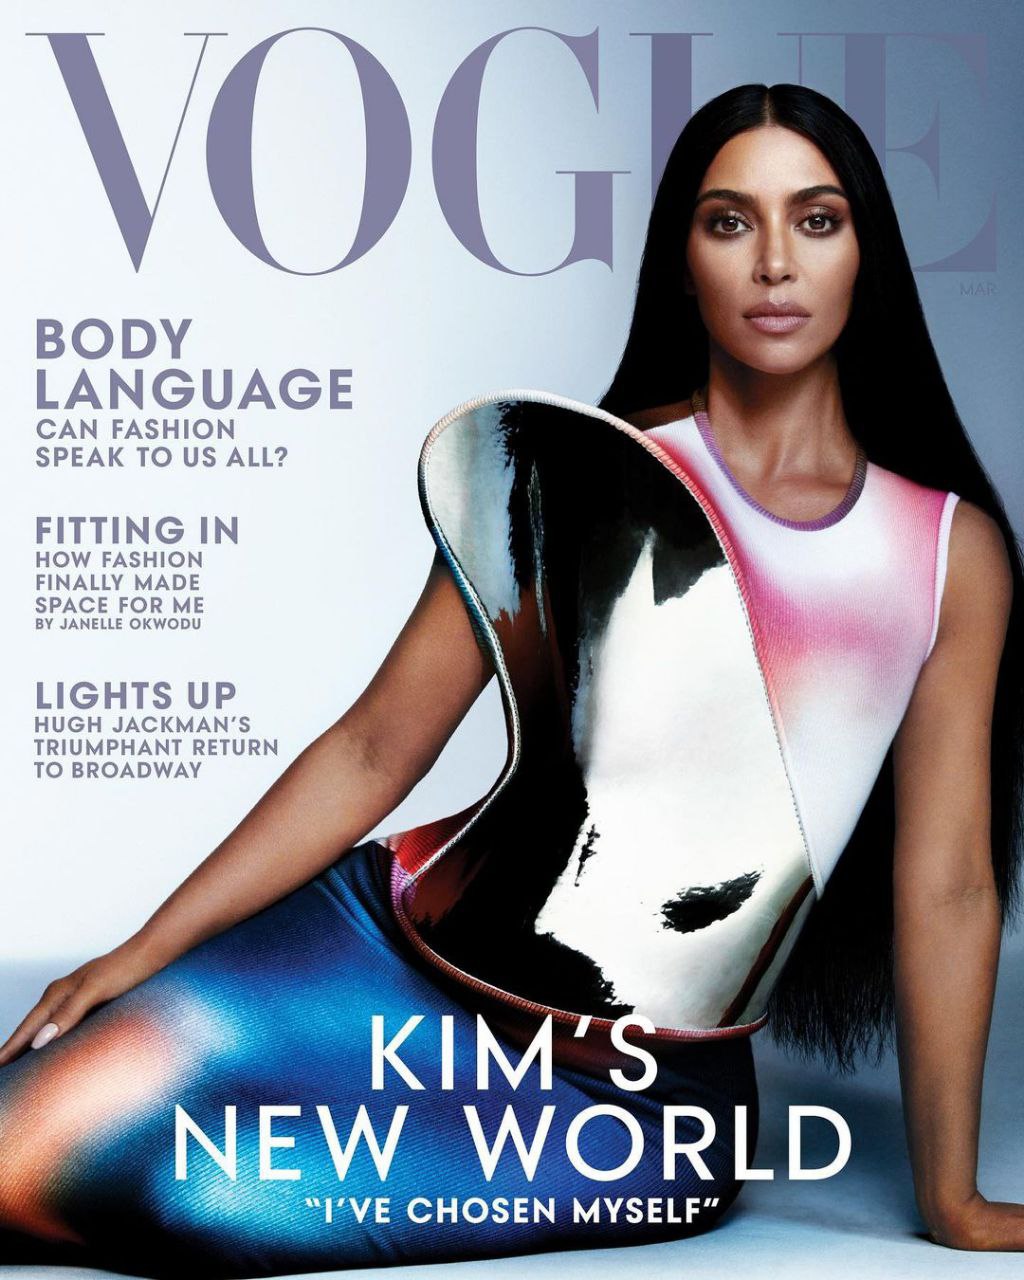 VOGUE
MAR
BODY
LANGUAGE
CAN FASHION
SPEAK TO US ALL?
FITTING IN
HOW FASHION
FINALLY MADE
SPACE FOR ME
BY JANELLE OKWODU
LIGHTS UP
HUGH JACKMAN'S
TRIUMPHANT RETURN
TO BROADWAY
KIM'S
NEW WORLD
"I'VE CHOSEN MYSELF"